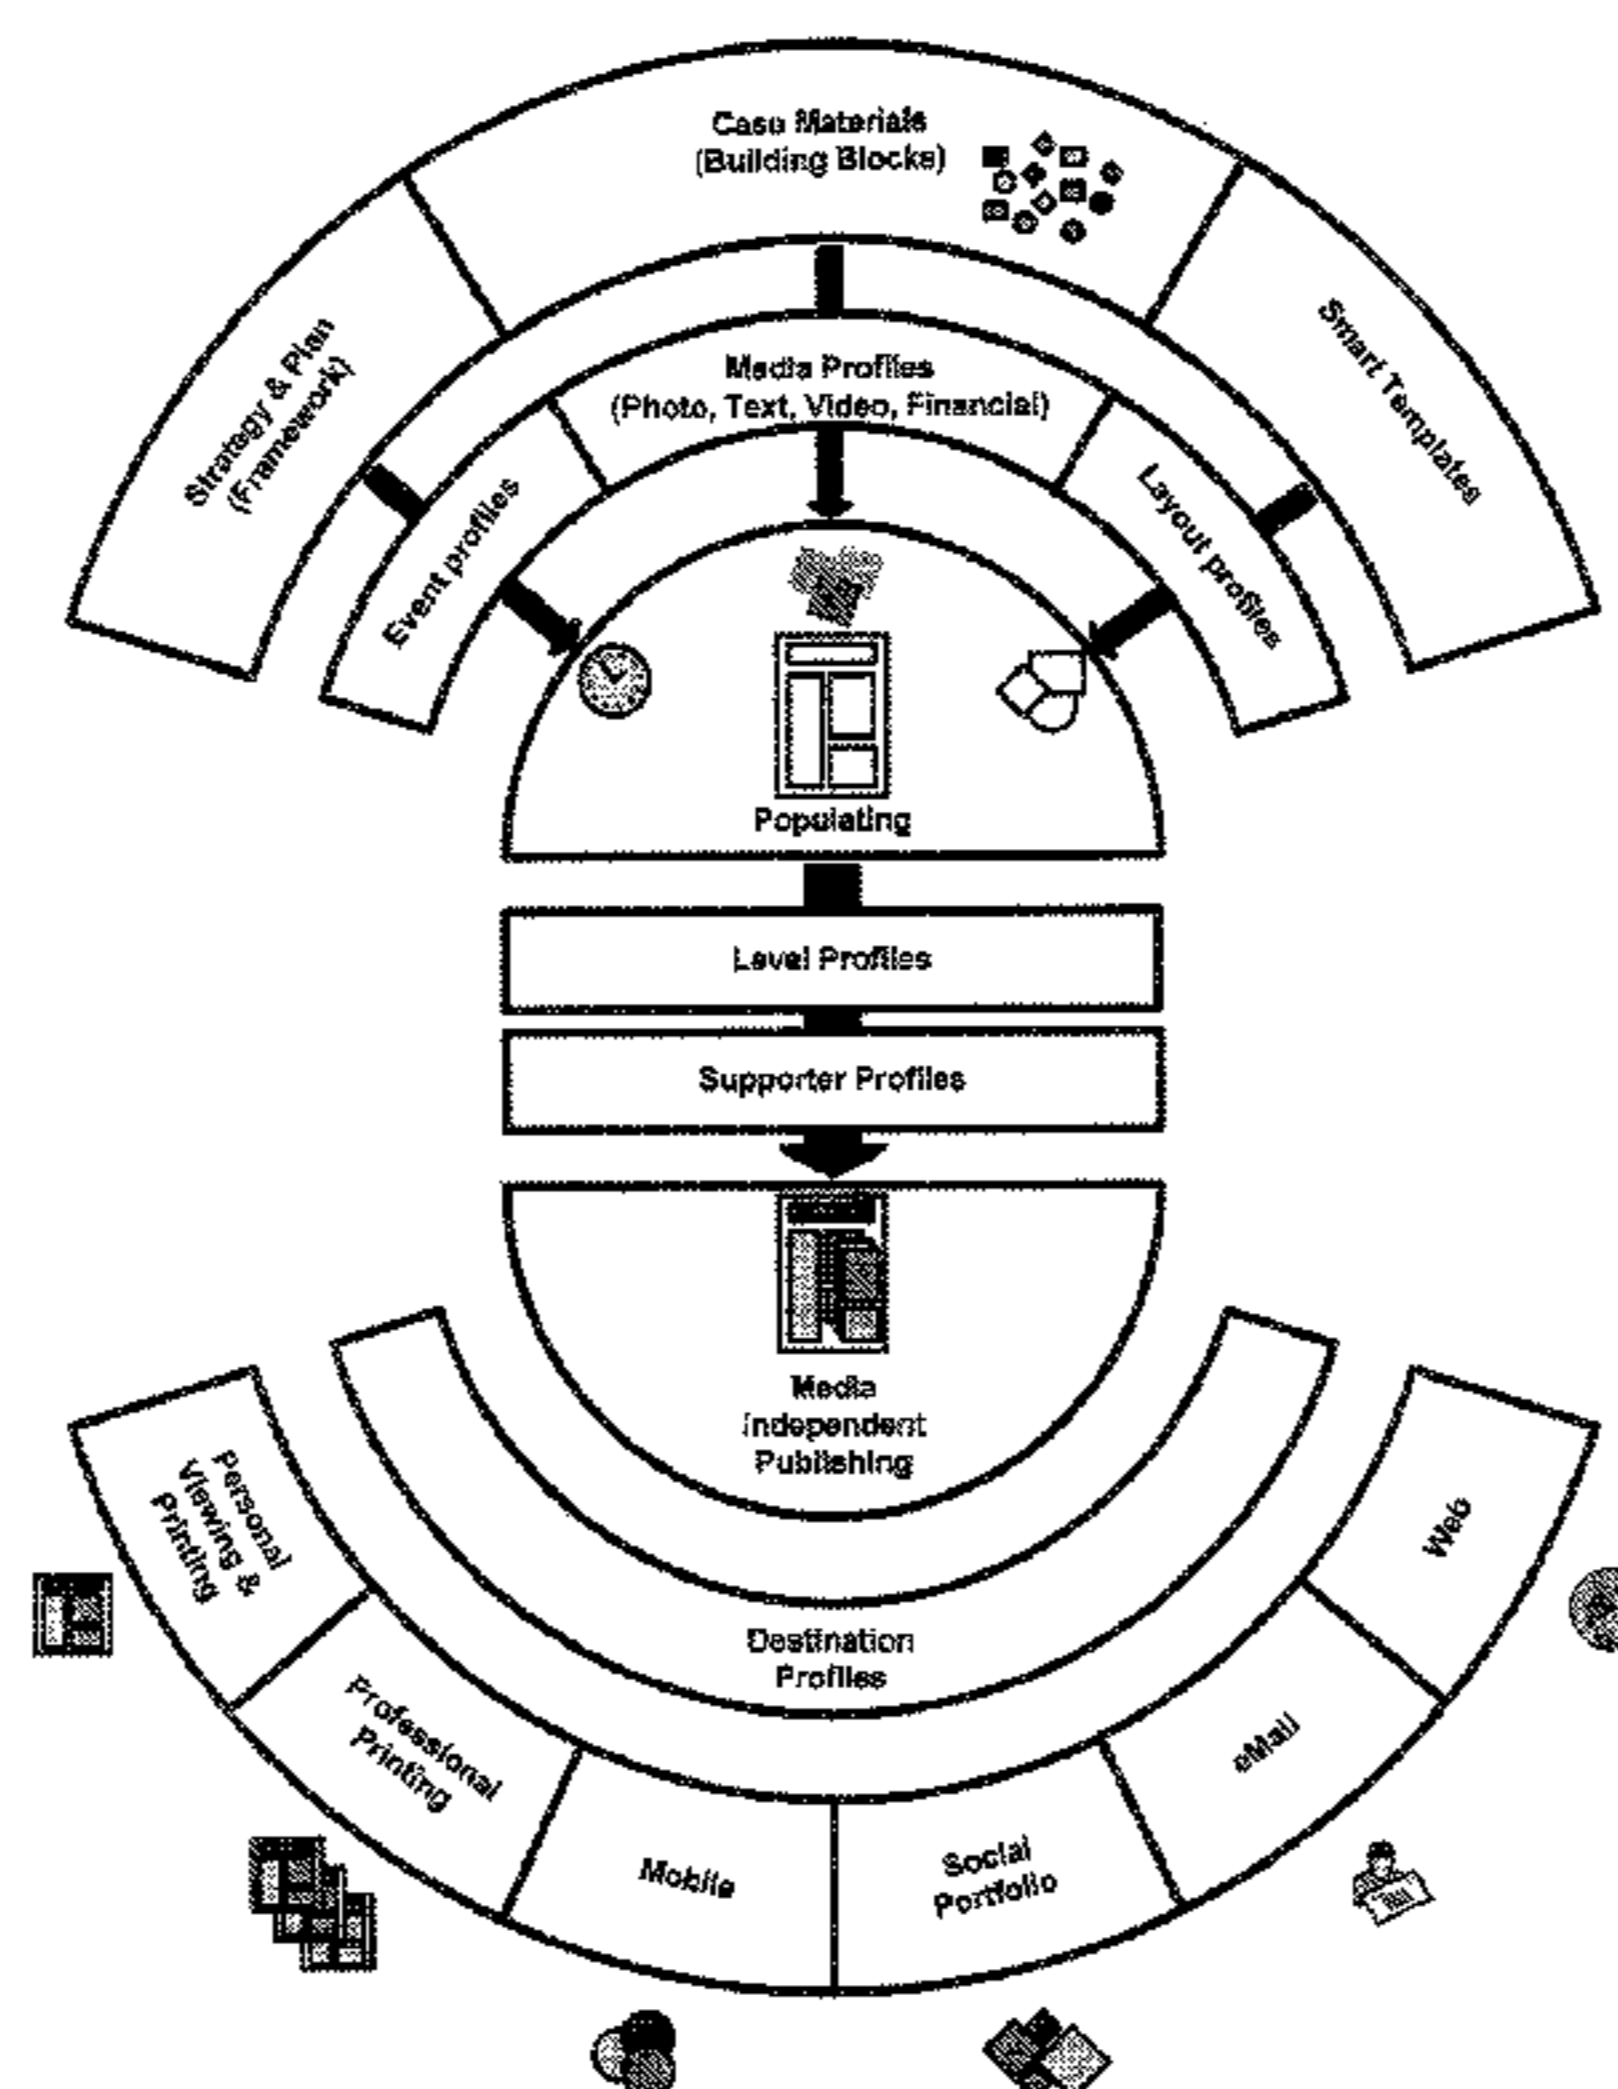 Case Materials
(Building Blocks)
Strategy & Plan
(Framework)
Smart Templates
Media Profiles
(Photo, Text, Video, Financial)
Event profiles
Layout profiles
Populating
Level Profiles
Supporter Profiles
Media
Independent
Publishing
Destination
Profiles
Personal
Viewing &
Printing
Professional
Printing
Mobile
Social
Portfolio
eMail
Web